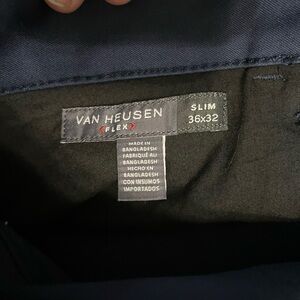 VAN HEUSEN
<FLEX>
SLIM
36x32
MADE IN
BANGLADESH
FABRIQUÉ AU
BANGLADESH
HECHO EN
BANGLADESH
CON INSUMOS
IMPORTADOS